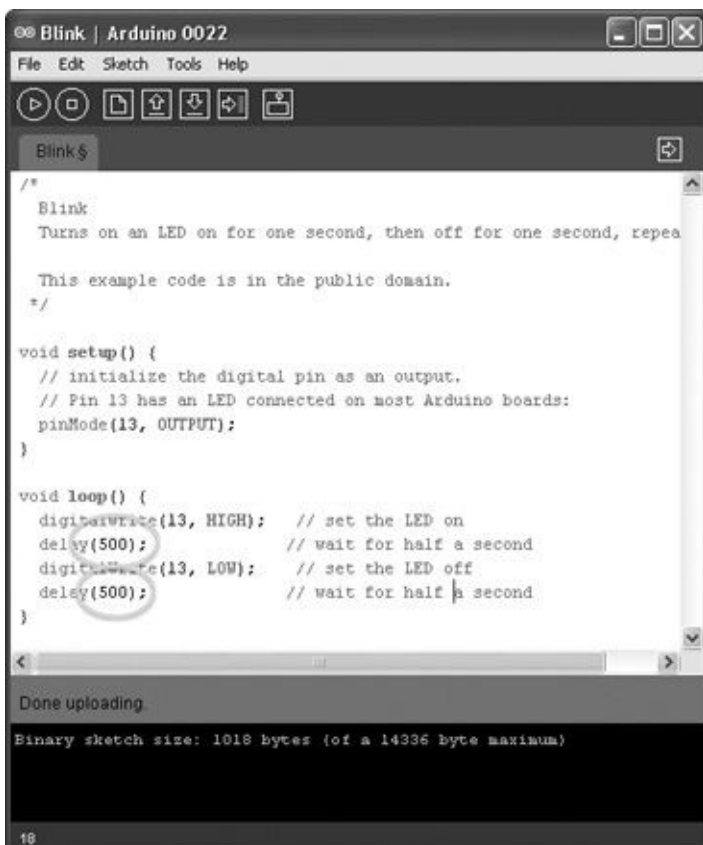 Blink | Arduino 0022
File Edit Sketch Tools Help
Blink §
/*
  Blink
  Turns on an LED on for one second, then off for one second, repea

  This example code is in the public domain.
 */

void setup() {
  // initialize the digital pin as an output.
  // Pin 13 has an LED connected on most Arduino boards:
  pinMode(13, OUTPUT);
}

void loop() {
  digitalWrite(13, HIGH);   // set the LED on
  delay(500);              // wait for half a second
  digitalWrite(13, LOW);    // set the LED off
  delay(500);              // wait for half a second
}
Done uploading.
Binary sketch size: 1018 bytes (of a 14336 byte maximum)
18